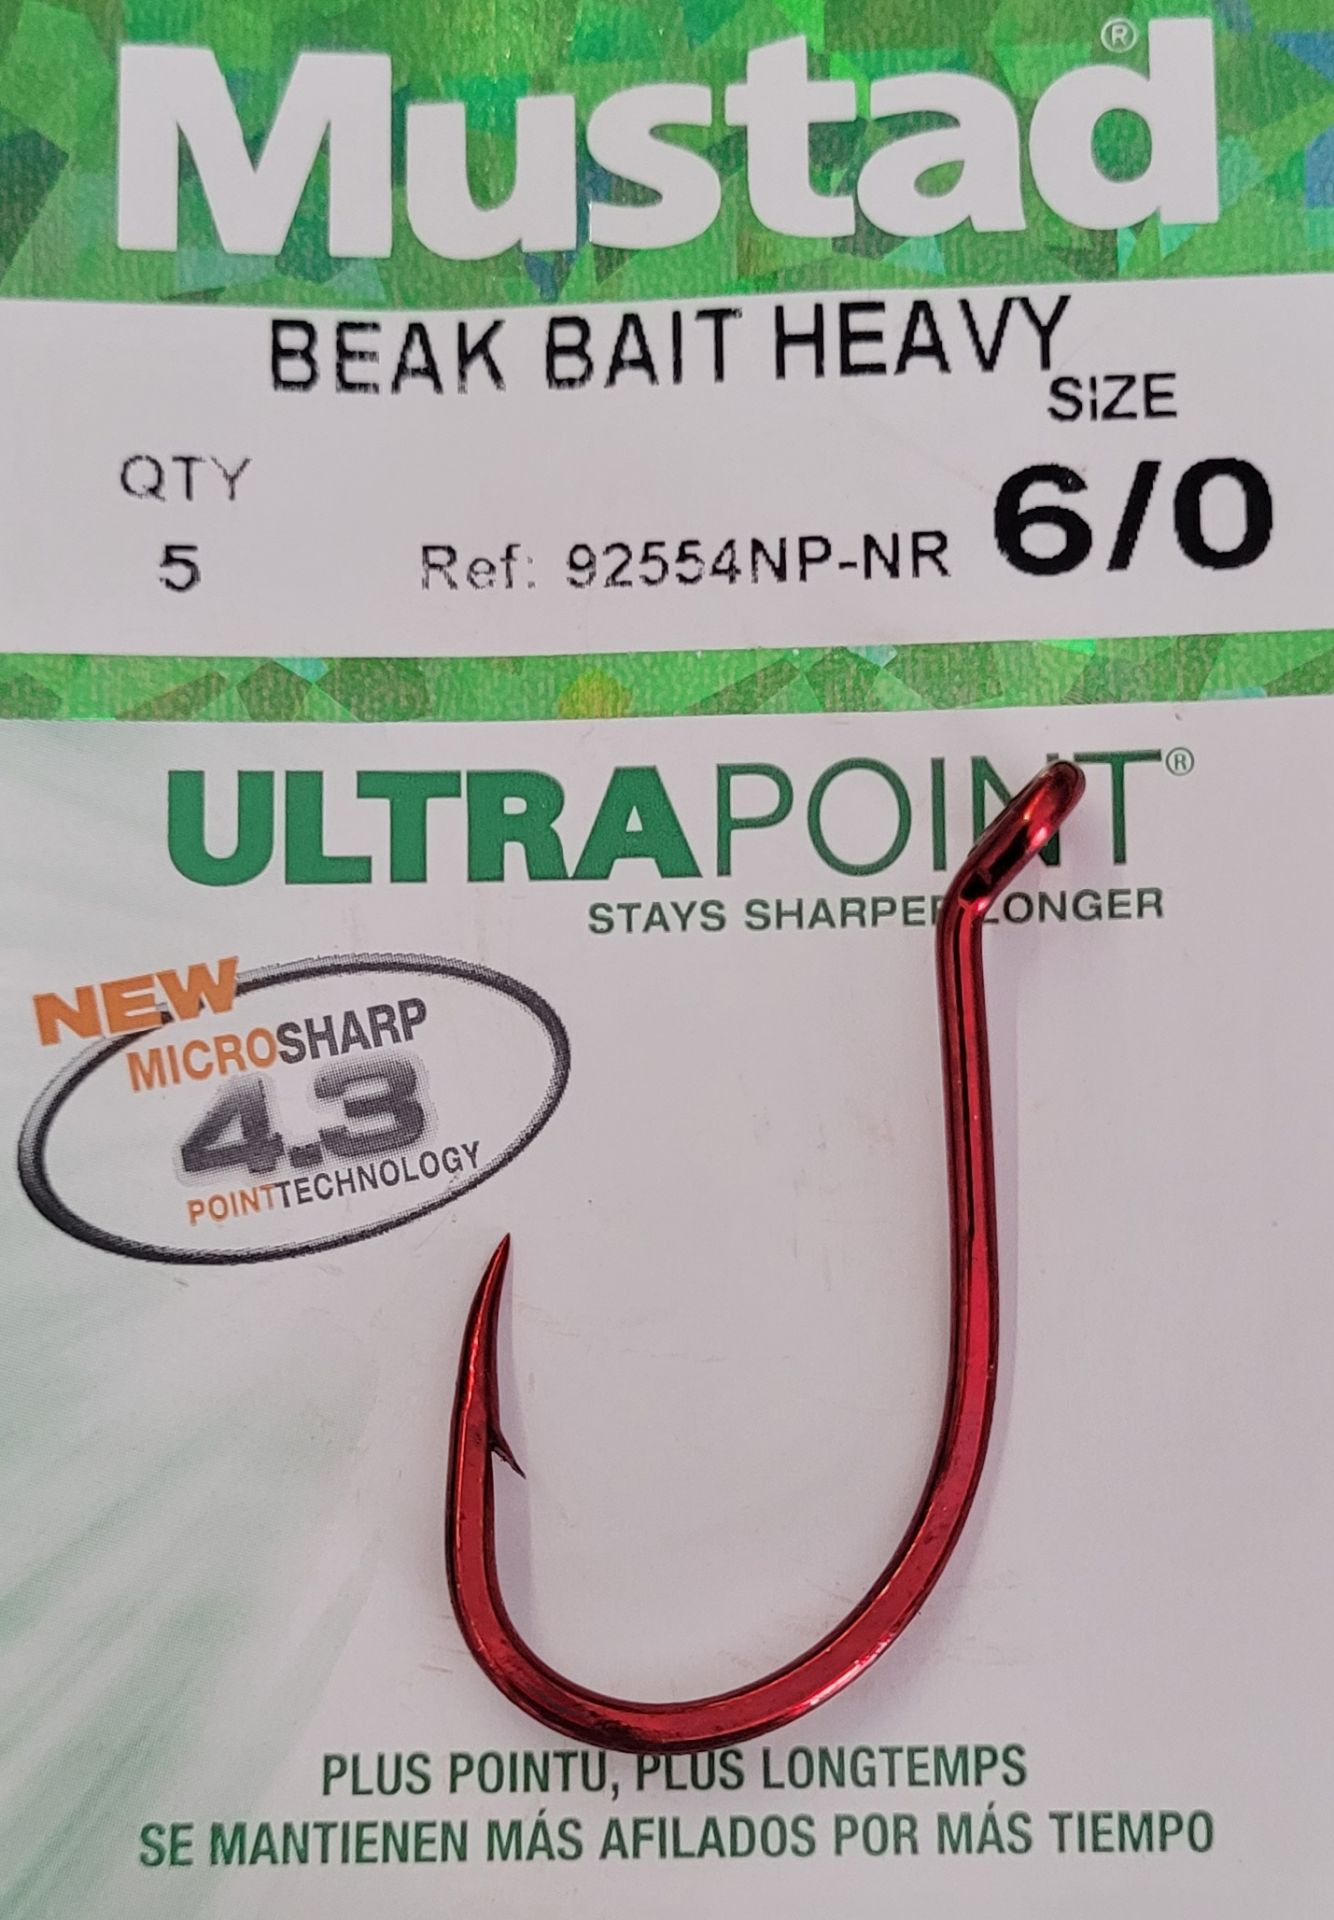 Mustad®
BEAK BAIT HEAVY
SIZE
QTY
6/0
5 Ref: 92554NP-NR
ULTRAPOINT®
STAYS SHARPER LONGER
NEW
MICROSHARP
4.3
POINTTECHNOLOGY
PLUS POINTU, PLUS LONGTEMPS
SE MANTIENEN MÁS AFILADOS POR MÁS TIEMPO